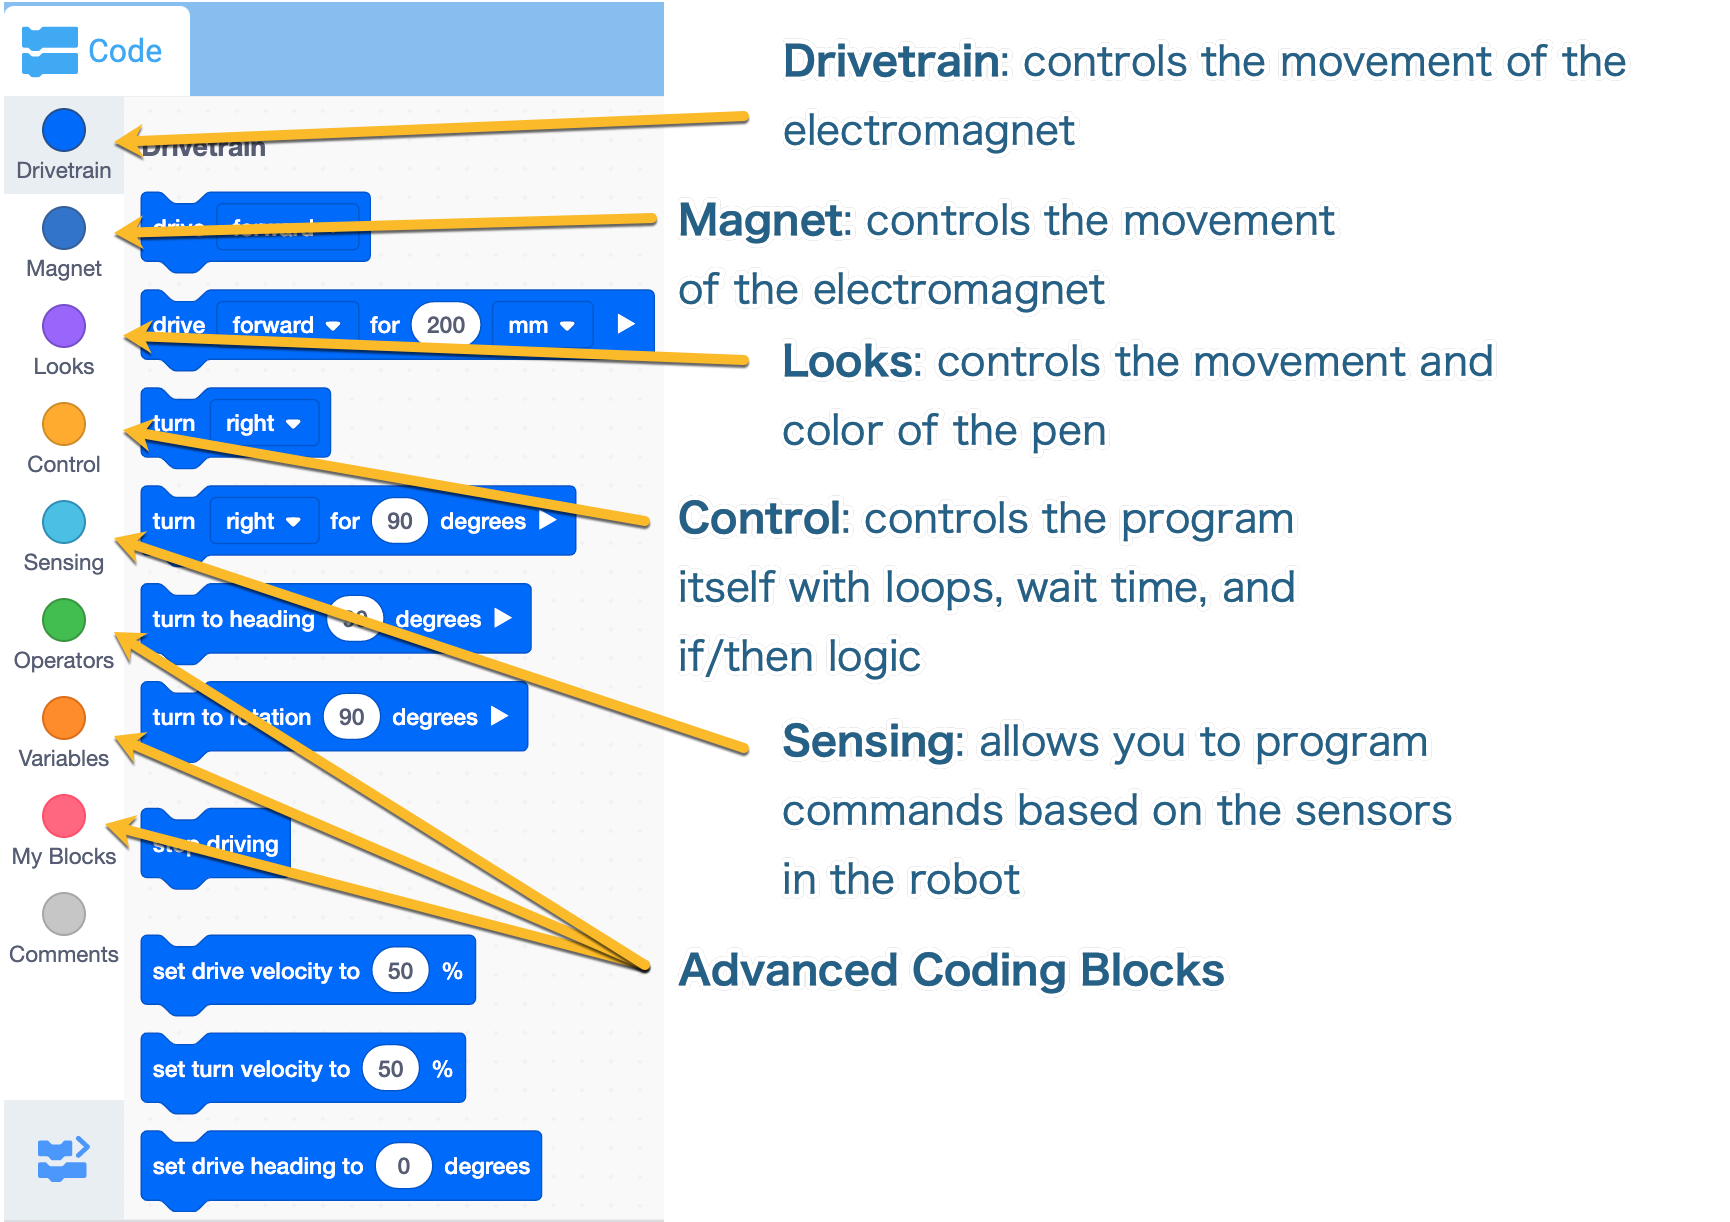 Code
Drivetrain
Magnet
Looks
Control
Sensing
Operators
Variables
My Blocks
Comments
Drivetrain
drive forward
drive forward for 200 mm
turn right
turn right for 90 degrees
turn to heading 90 degrees
turn to rotation 90 degrees
stop driving
set drive velocity to 50 %
set turn velocity to 50 %
set drive heading to 0 degrees
Drivetrain: controls the movement of the
electromagnet
Magnet: controls the movement
of the electromagnet
Looks: controls the movement and
color of the pen
Control: controls the program
itself with loops, wait time, and
if/then logic
Sensing: allows you to program
commands based on the sensors
in the robot
Advanced Coding Blocks